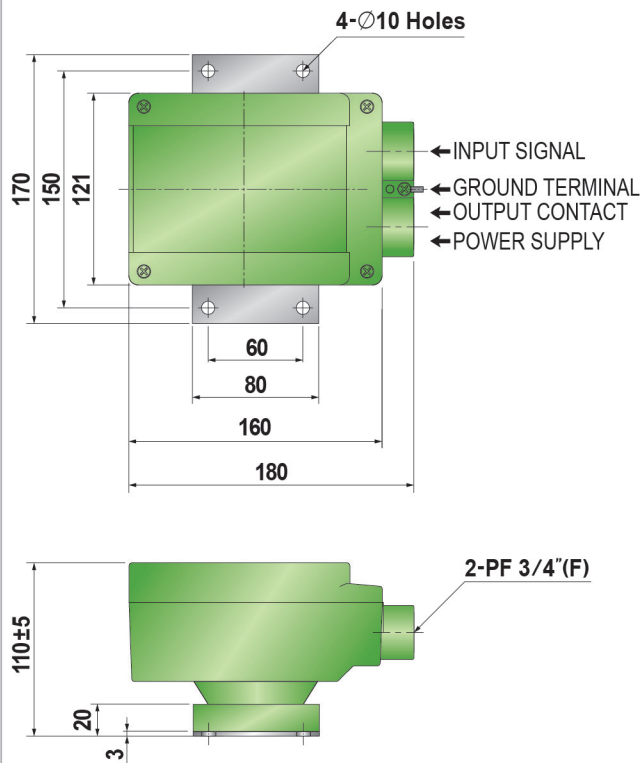 4-∅10 Holes
170
150
121
INPUT SIGNAL
GROUND TERMINAL
OUTPUT CONTACT
POWER SUPPLY
60
80
160
180
2-PF 3/4"(F)
110±5
20
3